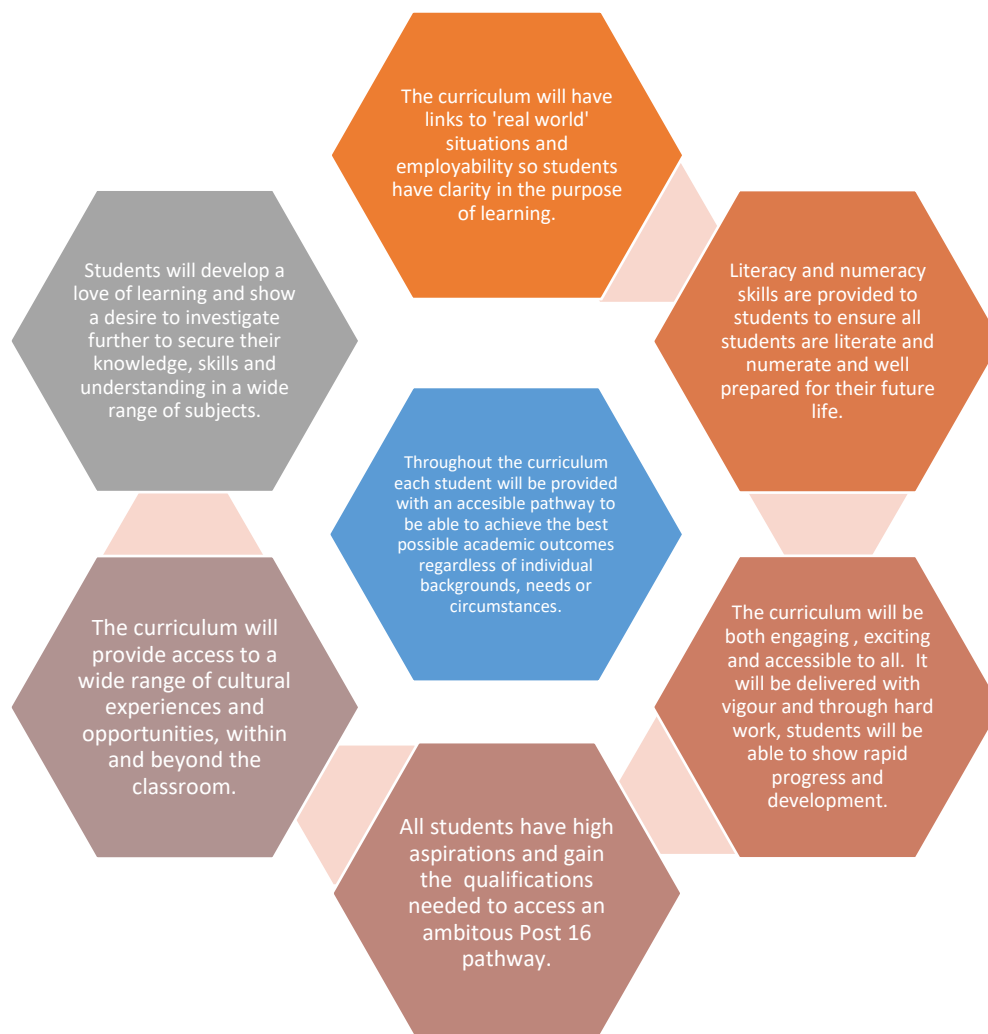 The curriculum will have
links to 'real world'
situations and
employability so students
have clarity in the purpose
of learning.
Literacy and numeracy
skills are provided to
students to ensure all
students are literate and
numerate and well
prepared for their future
life.
The curriculum will be
both engaging , exciting
and accessible to all.  It
will be delivered with
vigour and through hard
work, students will be
able to show rapid
progress and
development.
All students have high
aspirations and gain
the  qualifications
needed to access an
ambitious Post 16
pathway.
The curriculum will
provide access to a
wide range of cultural
experiences and
opportunities, within
and beyond the
classroom.
Students will develop a
love of learning and show
a desire to investigate
further to secure their
knowledge, skills and
understanding in a wide
range of subjects.
Throughout the curriculum
each student will be provided
with an accesible pathway to
be able to achieve the best
possible academic outcomes
regardless of individual
backgrounds, needs or
circumstances.